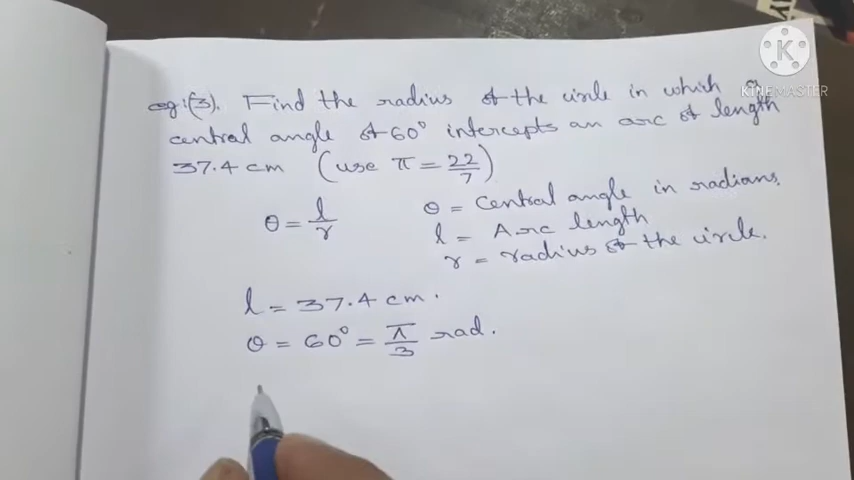 K
KINEMASTER
eg:(3). Find the radius of the circle in which a
central angle of 60° intercepts an arc of length
37.4 cm (use π = 22/7)
θ = l/r
θ = Central angle in radians.
l = Arc length
r = radius of the circle.
l = 37.4 cm.
θ = 60° = π/3 rad.